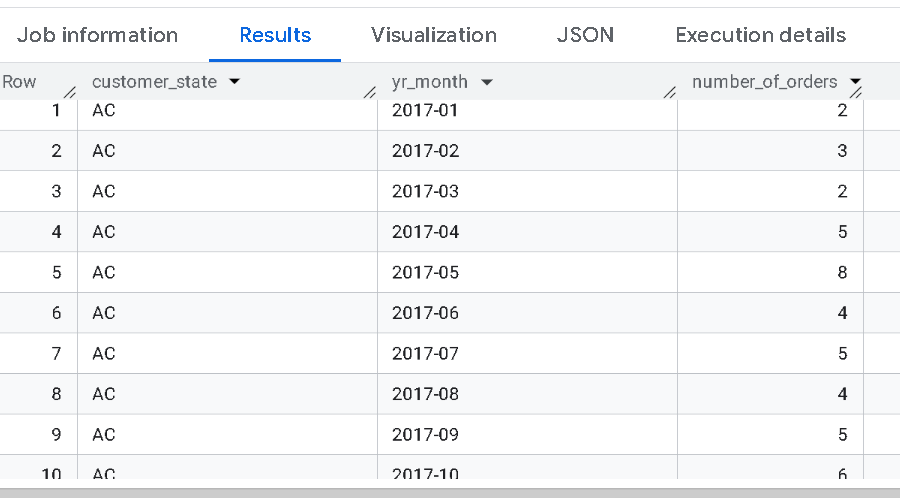 Job information Results Visualization JSON Execution details
Row customer_state yr_month number_of_orders
1 AC 2017-01 2
2 AC 2017-02 3
3 AC 2017-03 2
4 AC 2017-04 5
5 AC 2017-05 8
6 AC 2017-06 4
7 AC 2017-07 5
8 AC 2017-08 4
9 AC 2017-09 5
10 AC 2017-10 6